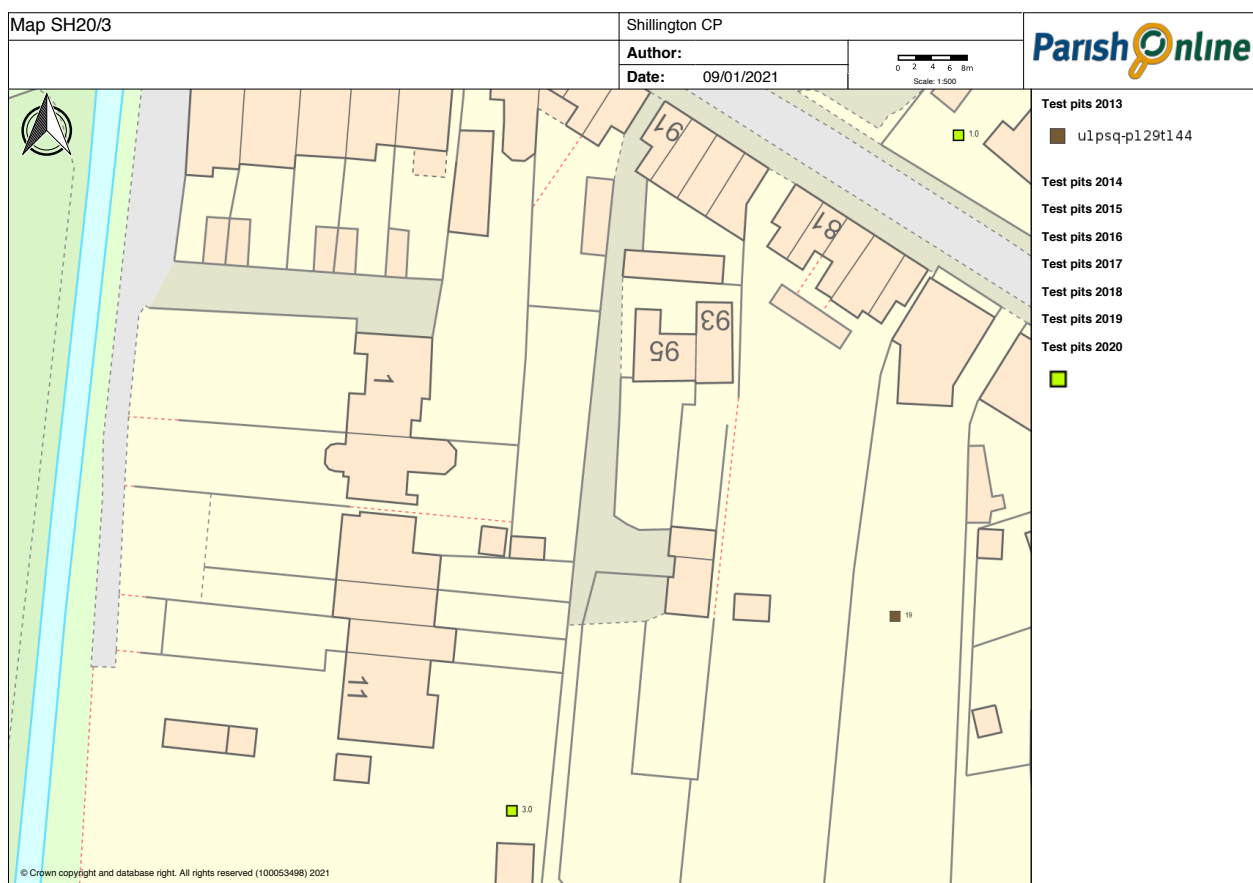 Map SH20/3
Shillington CP
Author:
Date: 09/01/2021
0 2 4 6 8m
Scale: 1:500
Parish Online
Test pits 2013
u1psq-p129t144
Test pits 2014
Test pits 2015
Test pits 2016
Test pits 2017
Test pits 2018
Test pits 2019
Test pits 2020
1.0
91
81
93
95
1
19
11
3.0
© Crown copyright and database right. All rights reserved (100053498) 2021